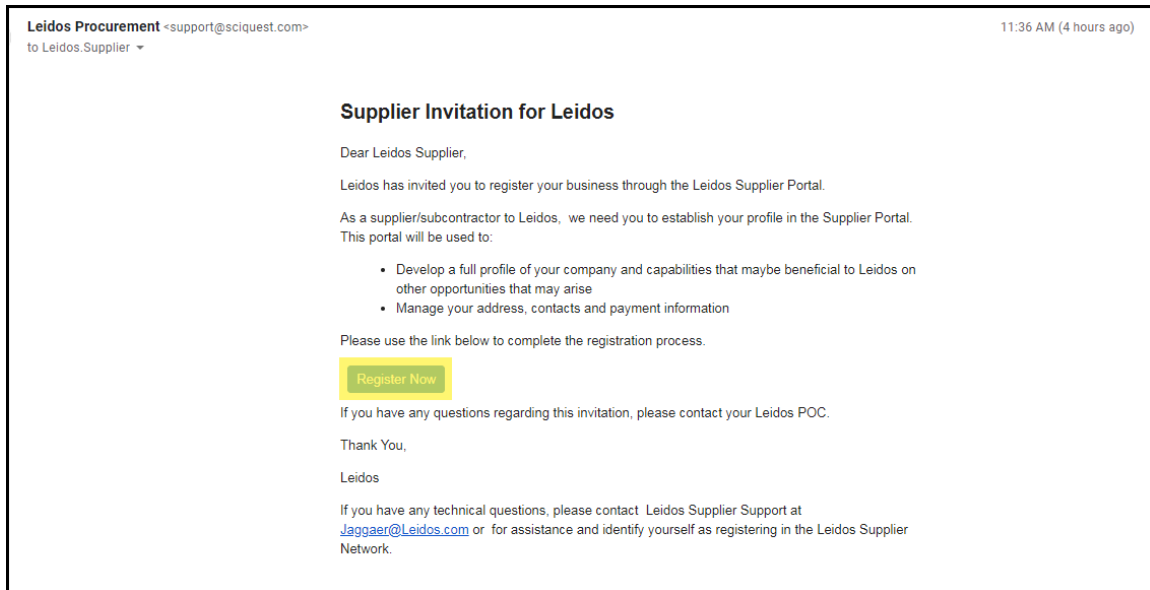 Leidos Procurement <support@sciquest.com>
11:36 AM (4 hours ago)
to Leidos.Supplier
Supplier Invitation for Leidos
Dear Leidos Supplier,
Leidos has invited you to register your business through the Leidos Supplier Portal.
As a supplier/subcontractor to Leidos,  we need you to establish your profile in the Supplier Portal.
This portal will be used to:
• Develop a full profile of your company and capabilities that maybe beneficial to Leidos on
other opportunities that may arise
• Manage your address, contacts and payment information
Please use the link below to complete the registration process.
Register Now
If you have any questions regarding this invitation, please contact your Leidos POC.
Thank You,
Leidos
If you have any technical questions, please contact  Leidos Supplier Support at
Jaggaer@Leidos.com or  for assistance and identify yourself as registering in the Leidos Supplier
Network.